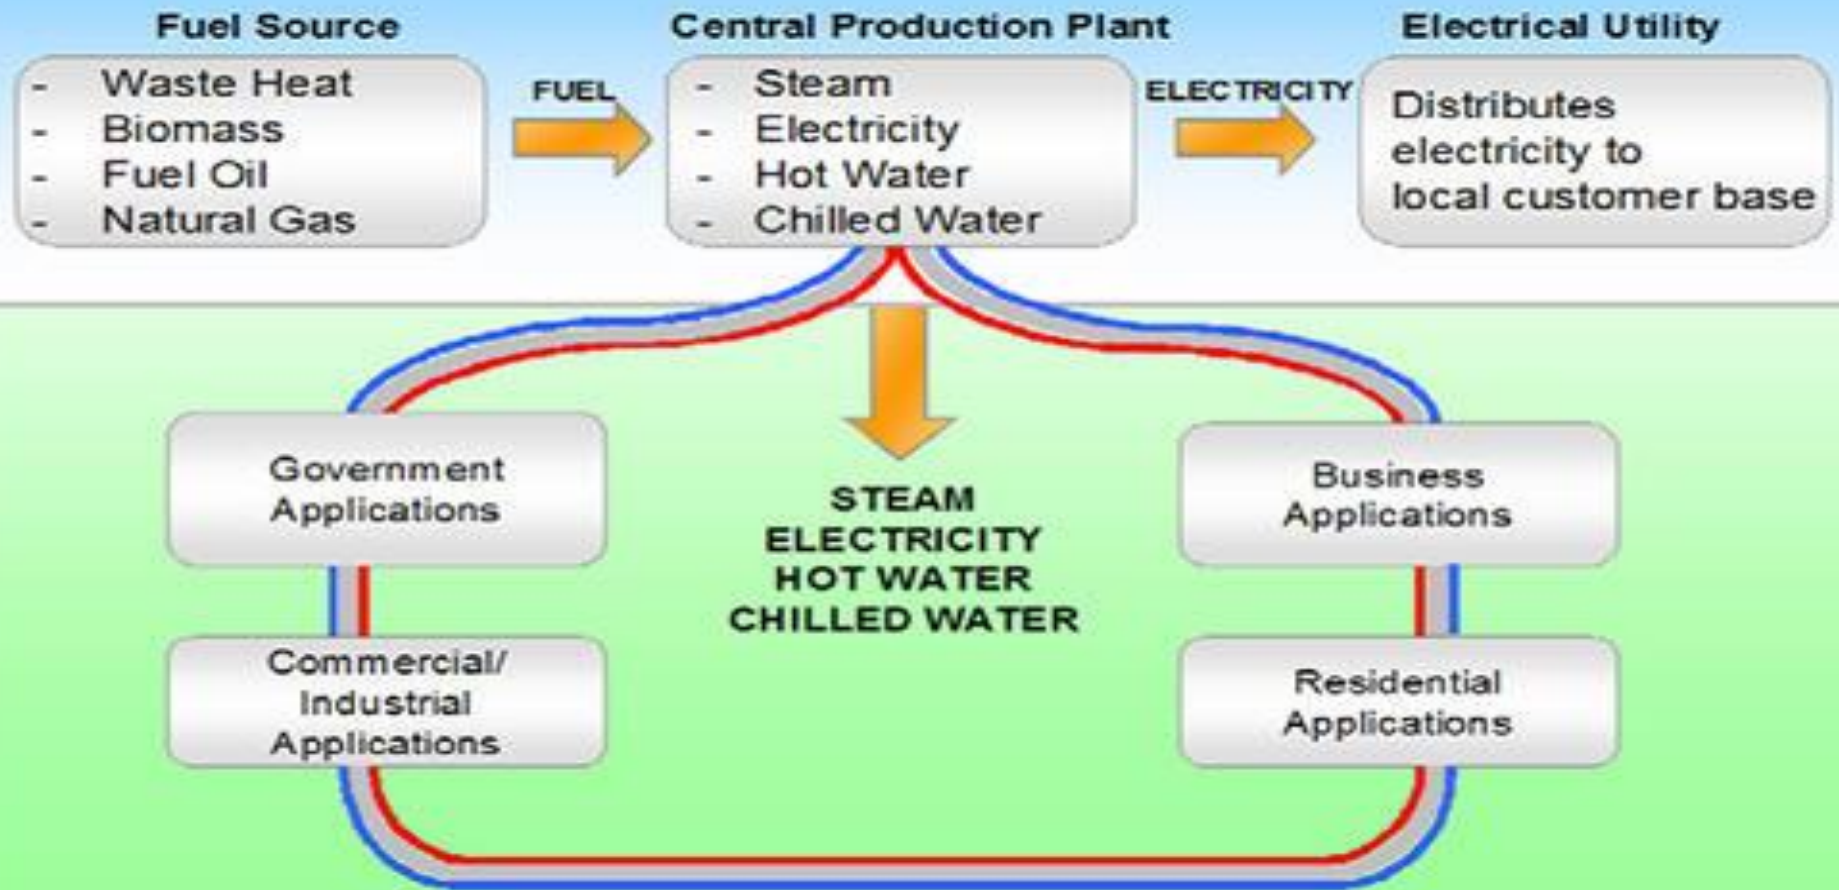 Fuel Source
- Waste Heat
- Biomass
- Fuel Oil
- Natural Gas
FUEL
Central Production Plant
- Steam
- Electricity
- Hot Water
- Chilled Water
ELECTRICITY
Electrical Utility
Distributes
electricity to
local customer base
Government
Applications
Commercial/
Industrial
Applications
STEAM
ELECTRICITY
HOT WATER
CHILLED WATER
Business
Applications
Residential
Applications